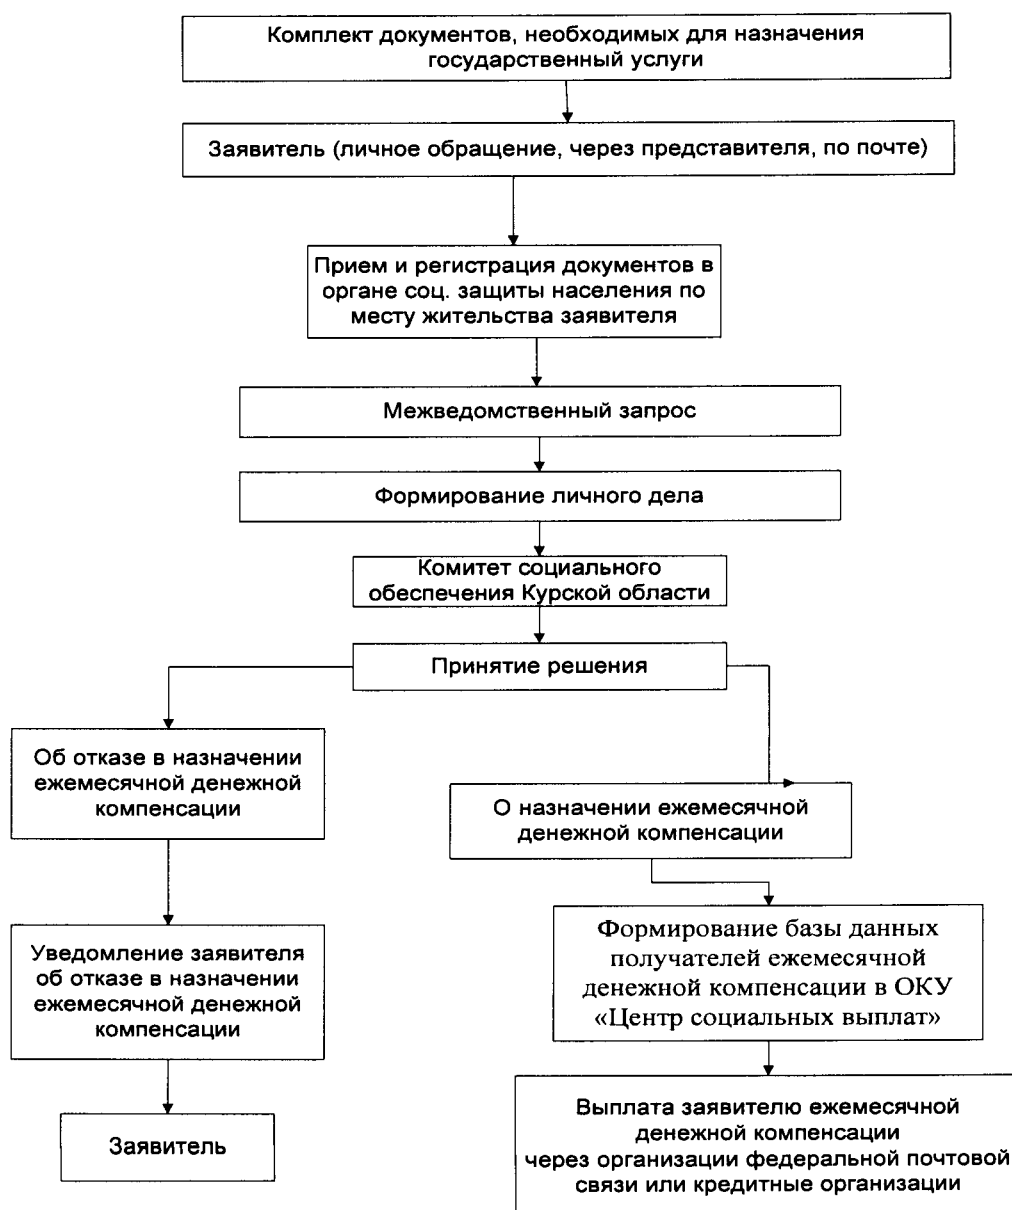 Комплект документов, необходимых для назначения
государственный услуги
Заявитель (личное обращение, через представителя, по почте)
Прием и регистрация документов в
органе соц. защиты населения по
месту жительства заявителя
Межведомственный запрос
Формирование личного дела
Комитет социального
обеспечения Курской области
Принятие решения
Об отказе в назначении
ежемесячной денежной
компенсации
О назначении ежемесячной
денежной компенсации
Уведомление заявителя
об отказе в назначении
ежемесячной денежной
компенсации
Формирование базы данных
получателей ежемесячной
денежной компенсации в ОКУ
«Центр социальных выплат»
Заявитель
Выплата заявителю ежемесячной
денежной компенсации
через организации федеральной почтовой
связи или кредитные организации